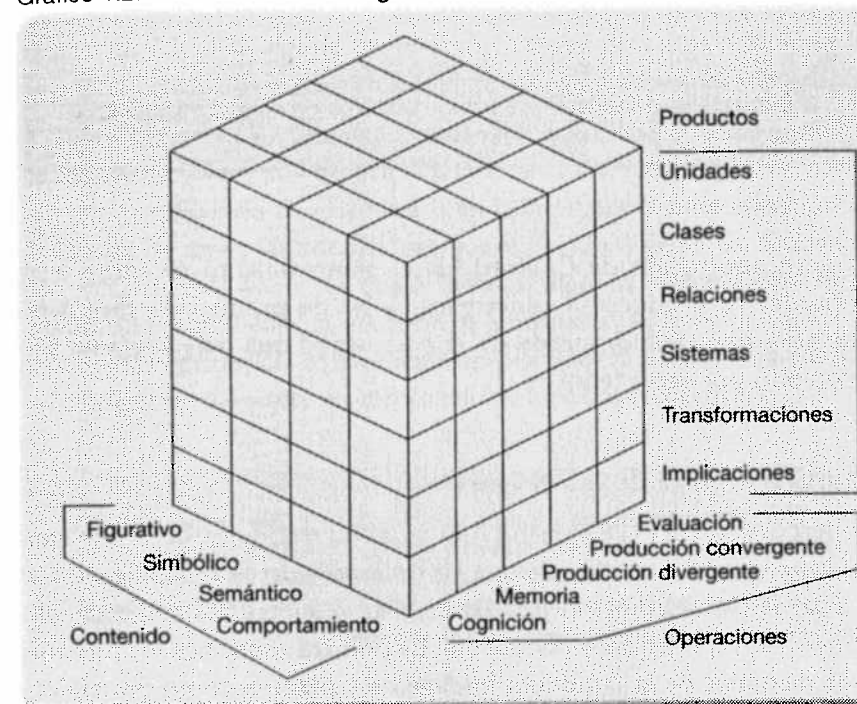 Productos
Unidades
Clases
Relaciones
Sistemas
Transformaciones
Implicaciones
Evaluación
Producción convergente
Producción divergente
Memoria
Cognición
Operaciones
Figurativo
Simbólico
Semántico
Comportamiento
Contenido